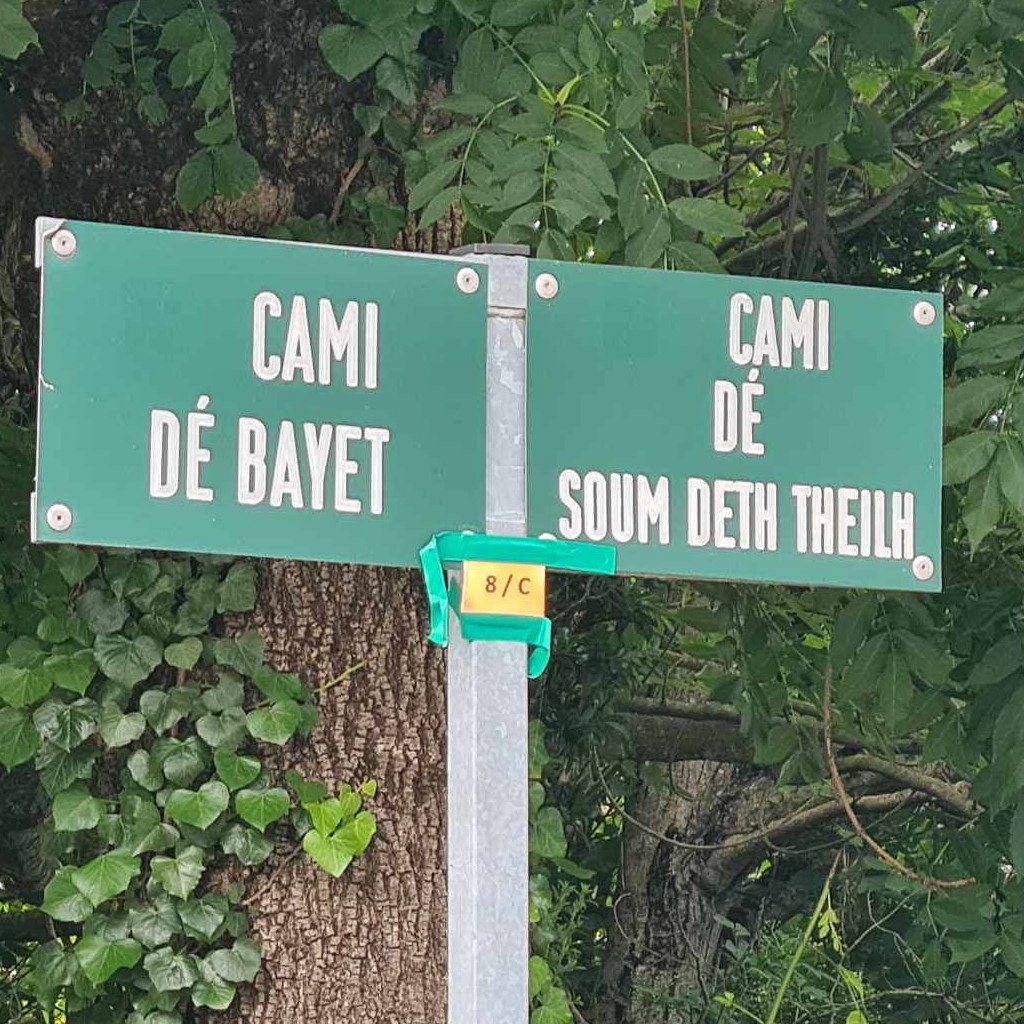 CAMI
DÉ BAYET
CAMI
DÉ
SOUM DETH THEILH
8/C